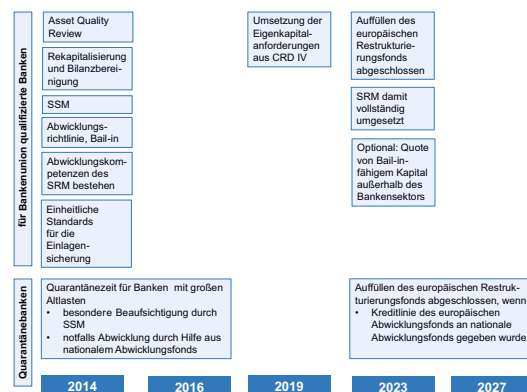 für Bankenunion qualifizierte Banken
Asset Quality
Review
Rekapitalisierung
und Bilanzberei-
nigung
SSM
Abwicklungs-
richtlinie, Bail-in
Abwicklungskom-
petenzen des
SRM bestehen
Einheitliche
Standards
für die
Einlagen-
sicherung
Umsetzung der
Eigenkapital-
anforderungen
aus CRD IV
Auffüllen des
europäischen
Restrukturie-
rungsfonds
abgeschlossen
SRM damit
vollständig
umgesetzt
Optional: Quote
von Bail-in-
fähigem Kapital
außerhalb des
Bankensektors
Quarantänebanken
Quarantänezeit für Banken mit großen
Altlasten
• besondere Beaufsichtigung durch
SSM
• notfalls Abwicklung durch Hilfe aus
nationalem Abwicklungsfonds
Auffüllen des europäischen Restruk-
turierungsfonds abgeschlossen, wenn
• Kreditlinie des europäischen
Abwicklungsfonds an nationale
Abwicklungsfonds gegeben wurde
2014 2016 2019 2023 2027